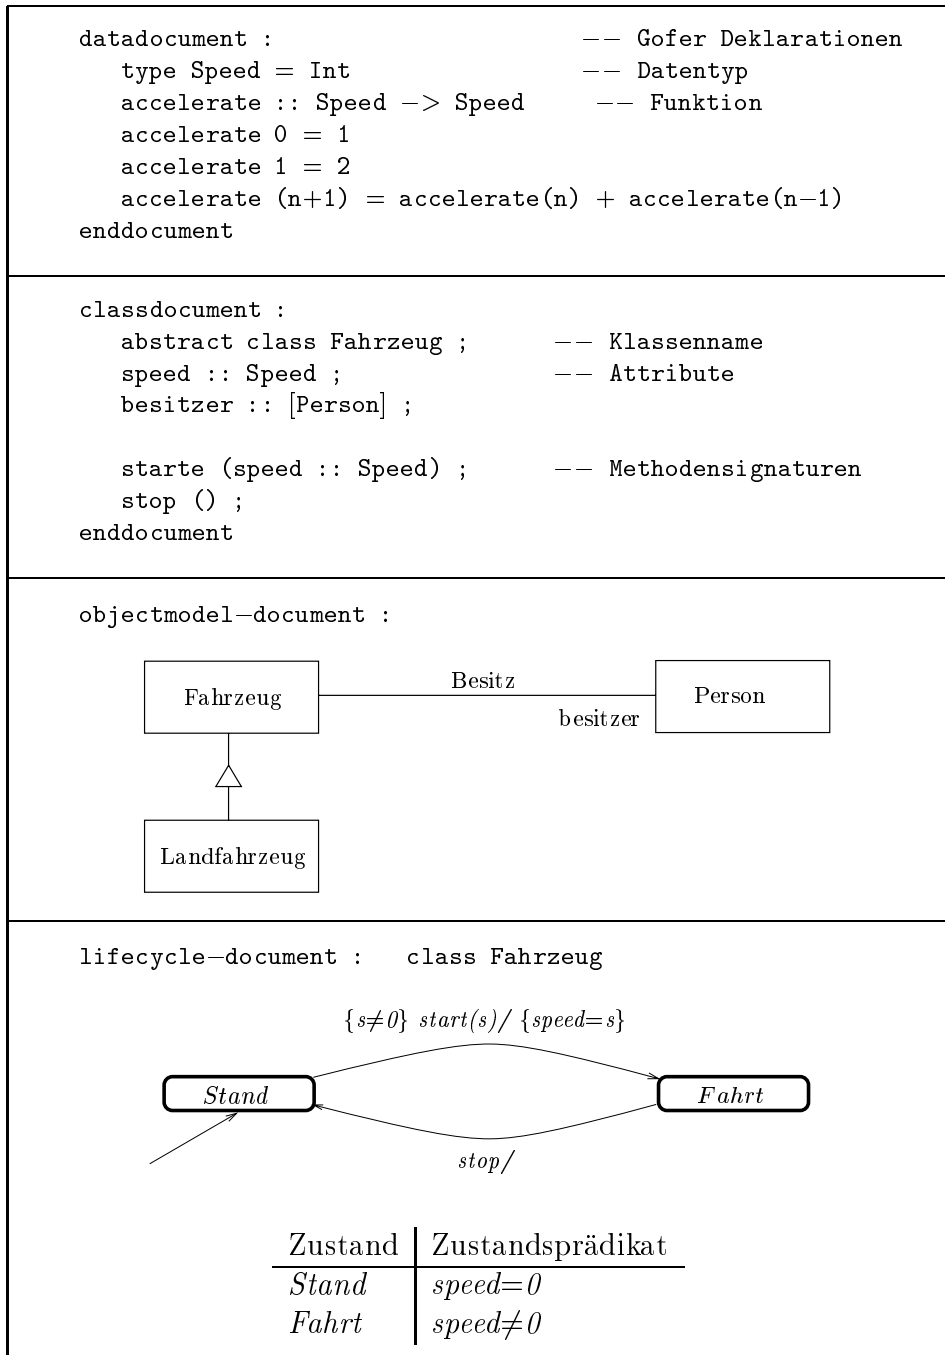 datadocument : −− Gofer Deklarationen
type Speed = Int −− Datentyp
accelerate :: Speed −> Speed −− Funktion
accelerate 0 = 1
accelerate 1 = 2
accelerate (n+1) = accelerate(n) + accelerate(n−1)
enddocument
classdocument :
abstract class Fahrzeug ; −− Klassenname
speed :: Speed ; −− Attribute
besitzer :: [Person] ;
starte (speed :: Speed) ; −− Methodensignaturen
stop () ;
enddocument
objectmodel−document :
Besitz
Fahrzeug
Person
besitzer
Landfahrzeug
lifecycle−document : class Fahrzeug
{s≠0} start(s)/ {speed=s}
Stand
Fahrt
stop/
Zustand Zustandsprädikat
Stand speed=0
Fahrt speed≠0